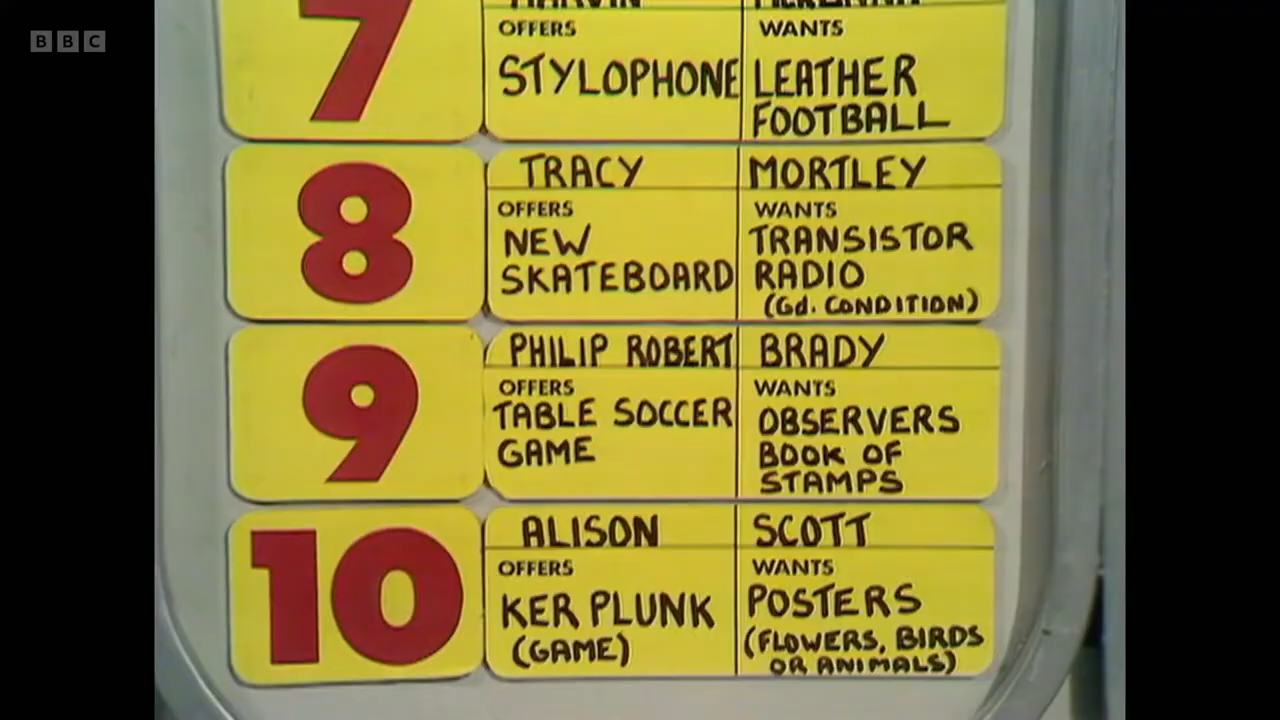 BBC
7
OFFERS WANTS
STYLOPHONE LEATHER
FOOTBALL
8
TRACY MORTLEY
OFFERS WANTS
NEW TRANSISTOR
SKATEBOARD RADIO
(Gd. CONDITION)
9
PHILIP ROBERT BRADY
OFFERS WANTS
TABLE SOCCER OBSERVERS
GAME BOOK OF
STAMPS
10
ALISON SCOTT
OFFERS WANTS
KER PLUNK POSTERS
(GAME) (FLOWERS, BIRDS
OR ANIMALS)